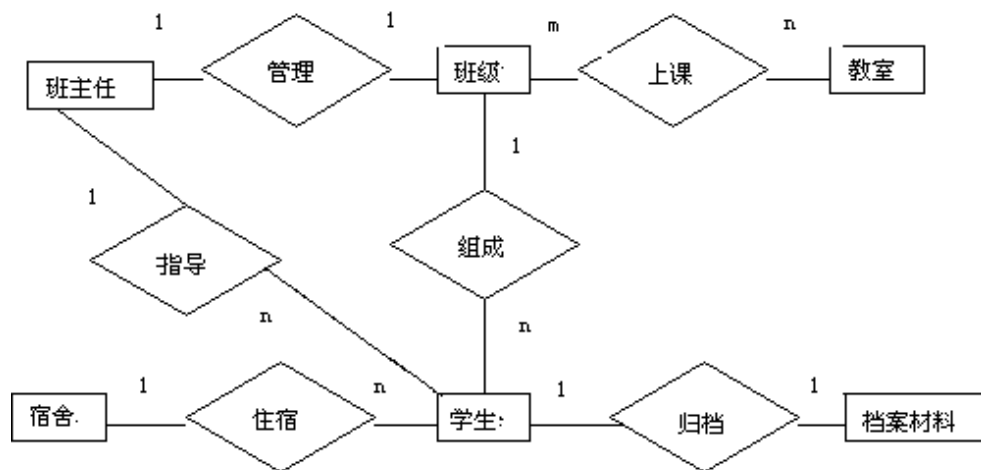 1 1 m n
班主任 管理 班级 上课 教室
1
1 组成
指导
n n
1 n 1 1
宿舍 住宿 学生 归档 档案材料